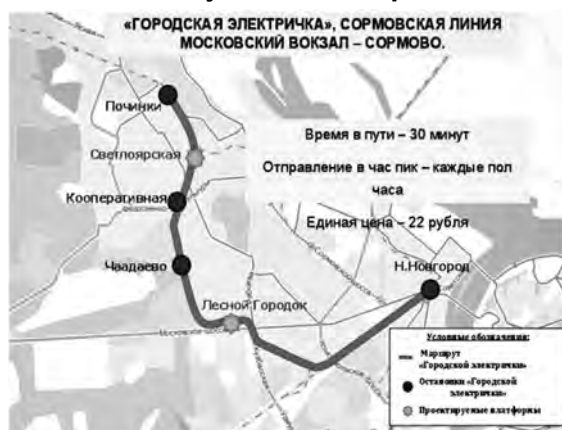 «ГОРОДСКАЯ ЭЛЕКТРИЧКА», СОРМОВСКАЯ ЛИНИЯ
МОСКОВСКИЙ ВОКЗАЛ – СОРМОВО.
Починки
Время в пути – 30 минут
Светлоярская
Отправление в час пик – каждые пол
часа
Кооперативная
Единая цена – 22 рубля
Чаадаево
Н.Новгород
Лесной Городок
Условные обозначения:
Маршрут
«Городской электрички»
Остановки «Городской
электрички»
Проектируемые платформы